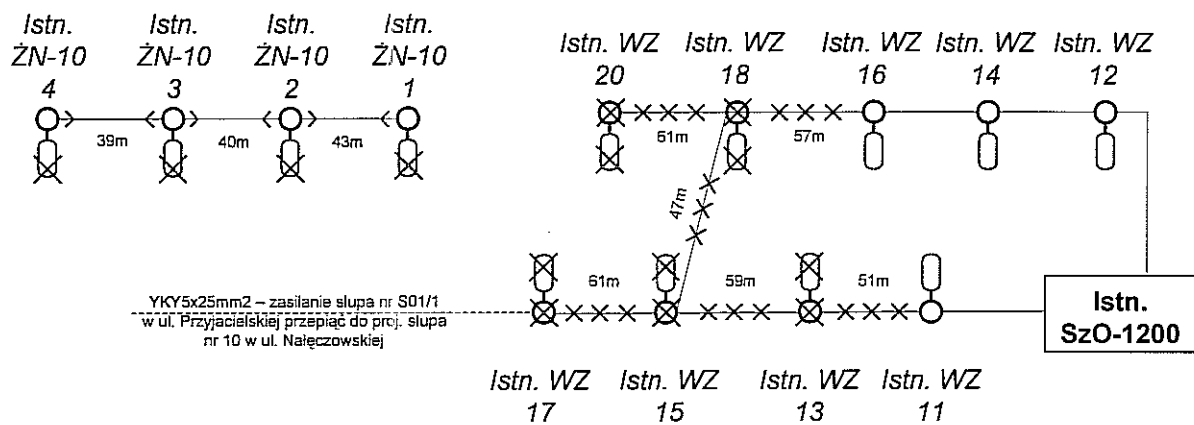 Istn.
ŻN-10
4
Istn.
ŻN-10
3
Istn.
ŻN-10
2
Istn.
ŻN-10
1
Istn. WZ
20
Istn. WZ
18
Istn. WZ
16
Istn. WZ
14
Istn. WZ
12
39m
40m
43m
51m
57m
47m
61m
59m
51m
YKY5x25mm2 – zasilanie slupa nr S01/1
w ul. Przyjacielskiej przepiąć do proj. slupa
nr 10 w ul. Nałęczowskiej
Istn.
SzO-1200
Istn. WZ
17
Istn. WZ
15
Istn. WZ
13
Istn. WZ
11